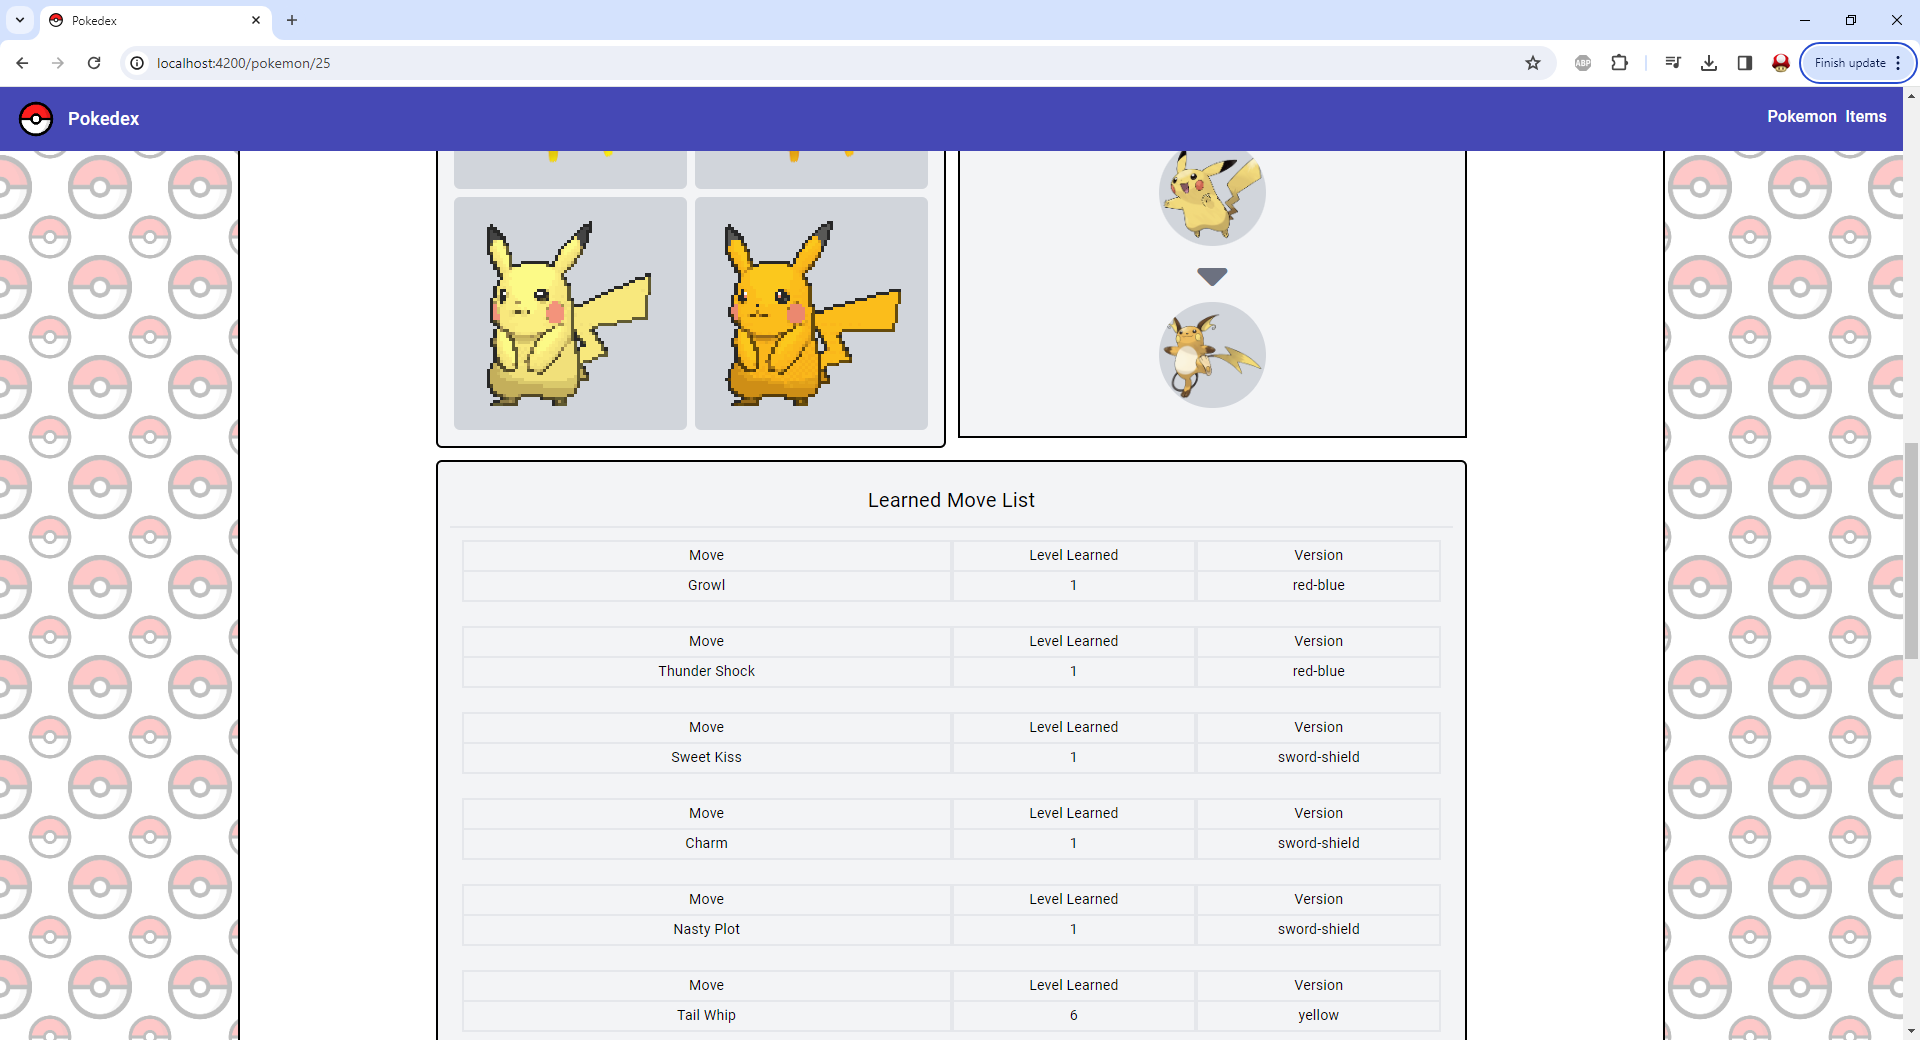 Pokedex
localhost:4200/pokemon/25
ABP
Finish update
Pokedex
Pokemon Items
Learned Move List
Move Level Learned Version
Growl 1 red-blue
Move Level Learned Version
Thunder Shock 1 red-blue
Move Level Learned Version
Sweet Kiss 1 sword-shield
Move Level Learned Version
Charm 1 sword-shield
Move Level Learned Version
Nasty Plot 1 sword-shield
Move Level Learned Version
Tail Whip 6 yellow